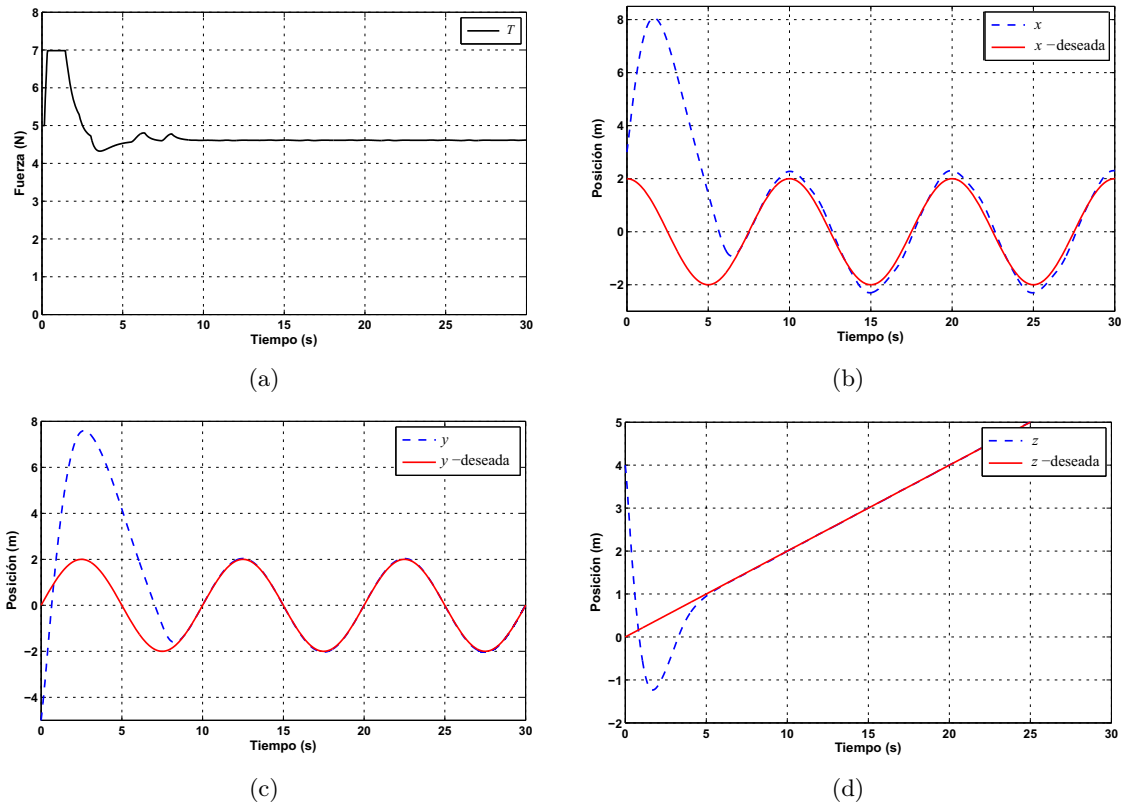 T
8
7
6
5
4
3
2
1
0
Fuerza (N)
0 5 10 15 20 25 30
Tiempo (s)
(a)
x
x −deseada
8
6
4
2
0
−2
Posición (m)
0 5 10 15 20 25 30
Tiempo (s)
(b)
y
y −deseada
8
6
4
2
0
−2
−4
Posición (m)
0 5 10 15 20 25 30
Tiempo (s)
(c)
z
z −deseada
5
4
3
2
1
0
−1
−2
Posición (m)
0 5 10 15 20 25 30
Tiempo (s)
(d)